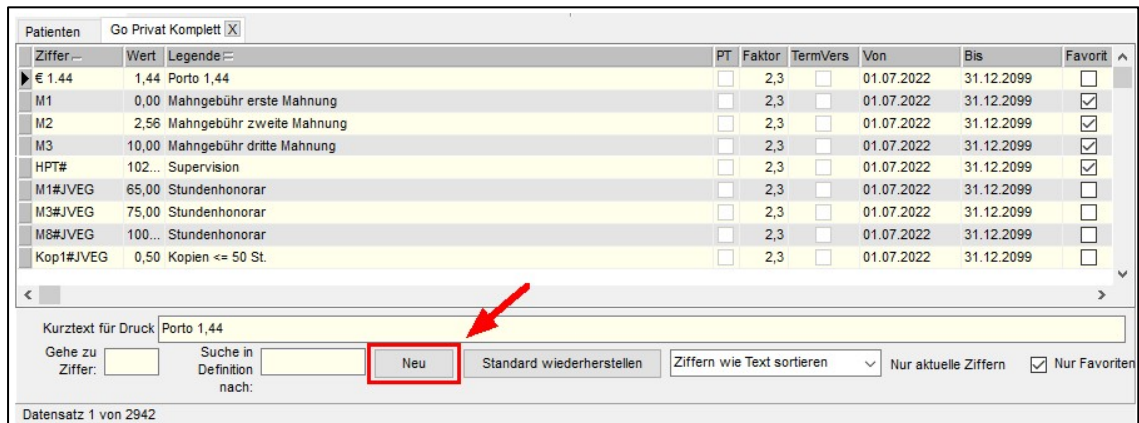 Patienten Go Privat Komplett X
Ziffer Wert Legende PT Faktor TermVers Von Bis Favorit
€ 1.44 1,44 Porto 1,44 2,3 01.07.2022 31.12.2099
M1 0,00 Mahngebühr erste Mahnung 2,3 01.07.2022 31.12.2099
M2 2,56 Mahngebühr zweite Mahnung 2,3 01.07.2022 31.12.2099
M3 10,00 Mahngebühr dritte Mahnung 2,3 01.07.2022 31.12.2099
HPT# 102... Supervision 2,3 01.07.2022 31.12.2099
M1#JVEG 65,00 Stundenhonorar 2,3 01.07.2022 31.12.2099
M3#JVEG 75,00 Stundenhonorar 2,3 01.07.2022 31.12.2099
M8#JVEG 100... Stundenhonorar 2,3 01.07.2022 31.12.2099
Kop1#JVEG 0,50 Kopien <= 50 St. 2,3 01.07.2022 31.12.2099
Kurztext für Druck Porto 1,44
Gehe zu Ziffer: Suche in Definition nach: Neu Standard wiederherstellen Ziffern wie Text sortieren Nur aktuelle Ziffern Nur Favoriten
Datensatz 1 von 2942